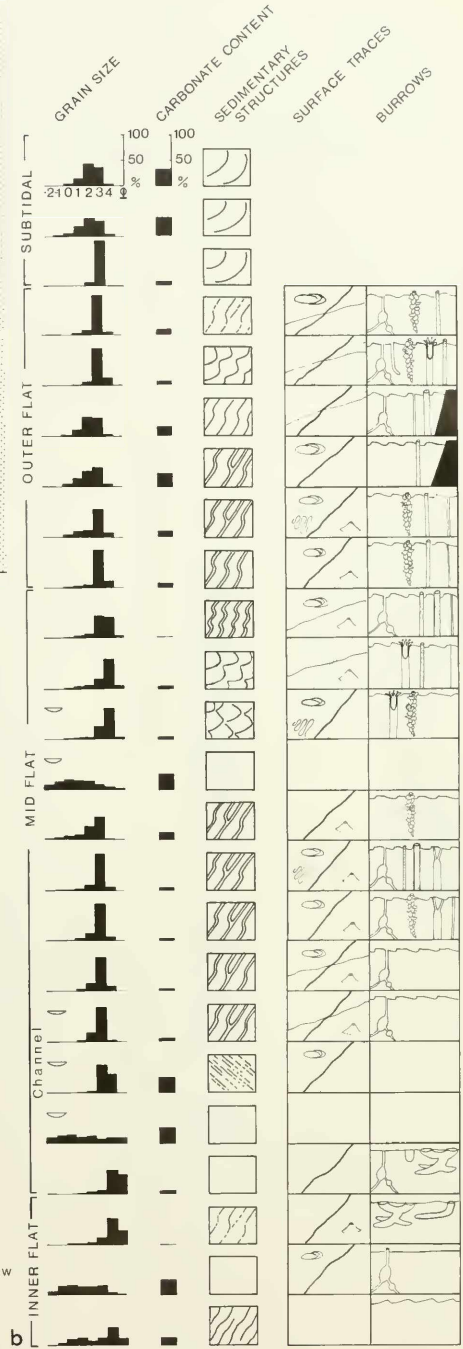 GRAIN SIZE
CARBONATE CONTENT
SEDIMENTARY
STRUCTURES
SURFACE TRACES
BURROWS
100
50
%
100
50
%
-2-1 0 1 2 3 4
SUBTIDAL
OUTER FLAT
MID FLAT
Channel
INNER FLAT
w
b